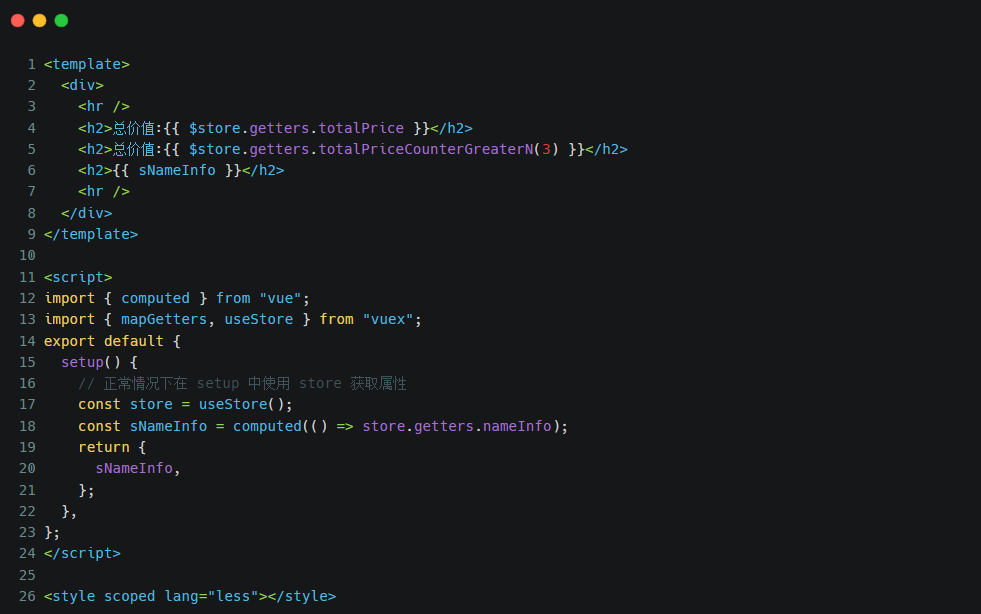 1 <template>
2   <div>
3     <hr />
4     <h2>总价值:{{ $store.getters.totalPrice }}</h2>
5     <h2>总价值:{{ $store.getters.totalPriceCounterGreaterN(3) }}</h2>
6     <h2>{{ sNameInfo }}</h2>
7     <hr />
8   </div>
9 </template>
10
11 <script>
12 import { computed } from "vue";
13 import { mapGetters, useStore } from "vuex";
14 export default {
15   setup() {
16     // 正常情况下在 setup 中使用 store 获取属性
17     const store = useStore();
18     const sNameInfo = computed(() => store.getters.nameInfo);
19     return {
20       sNameInfo,
21     };
22   },
23 };
24 </script>
25
26 <style scoped lang="less"></style>